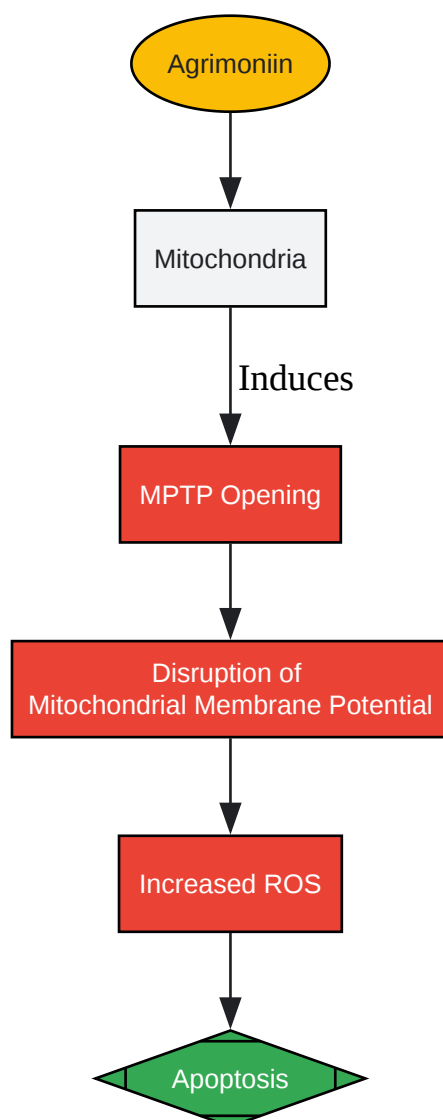 Agrimoniin
Mitochondria
Induces
MPTP Opening
Disruption of
Mitochondrial Membrane Potential
Increased ROS
Apoptosis